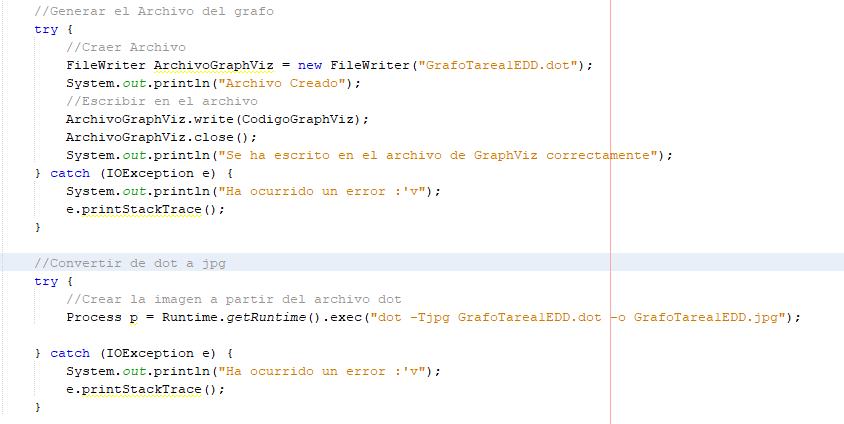 //Generar el Archivo del grafo
try {
//Craer Archivo
FileWriter ArchivoGraphViz = new FileWriter("GrafoTarea1EDD.dot");
System.out.println("Archivo Creado");
//Escribir en el archivo
ArchivoGraphViz.write(CodigoGraphViz);
ArchivoGraphViz.close();
System.out.println("Se ha escrito en el archivo de GraphViz correctamente");
} catch (IOException e) {
System.out.println("Ha ocurrido un error :'v");
e.printStackTrace();
}
//Convertir de dot a jpg
try {
//Crear la imagen a partir del archivo dot
Process p = Runtime.getRuntime().exec("dot -Tjpg GrafoTarea1EDD.dot -o GrafoTarea1EDD.jpg");
} catch (IOException e) {
System.out.println("Ha ocurrido un error :'v");
e.printStackTrace();
}